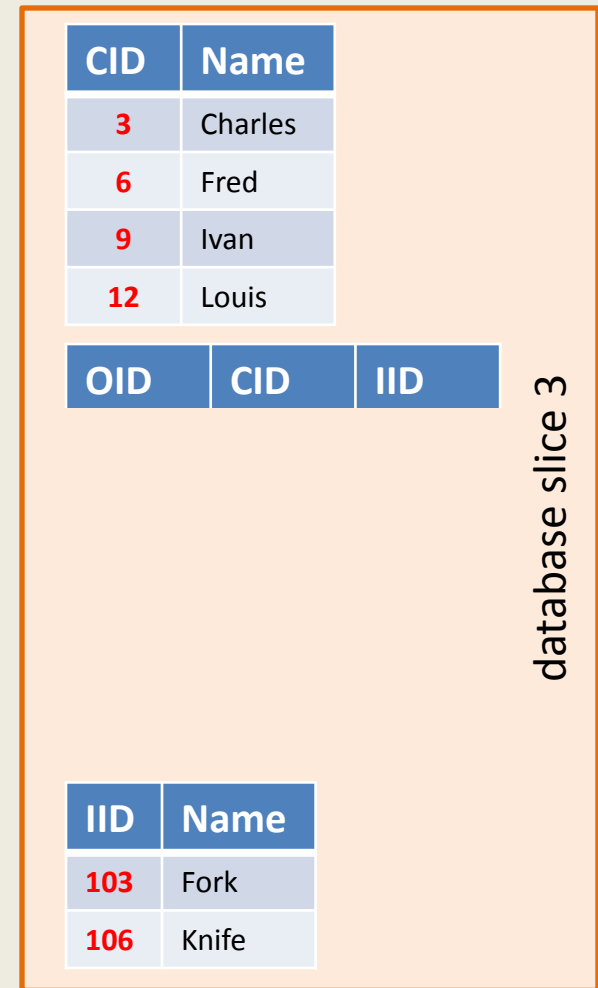 CID Name
3 Charles
6 Fred
9 Ivan
12 Louis
OID CID IID
database slice 3
IID Name
103 Fork
106 Knife